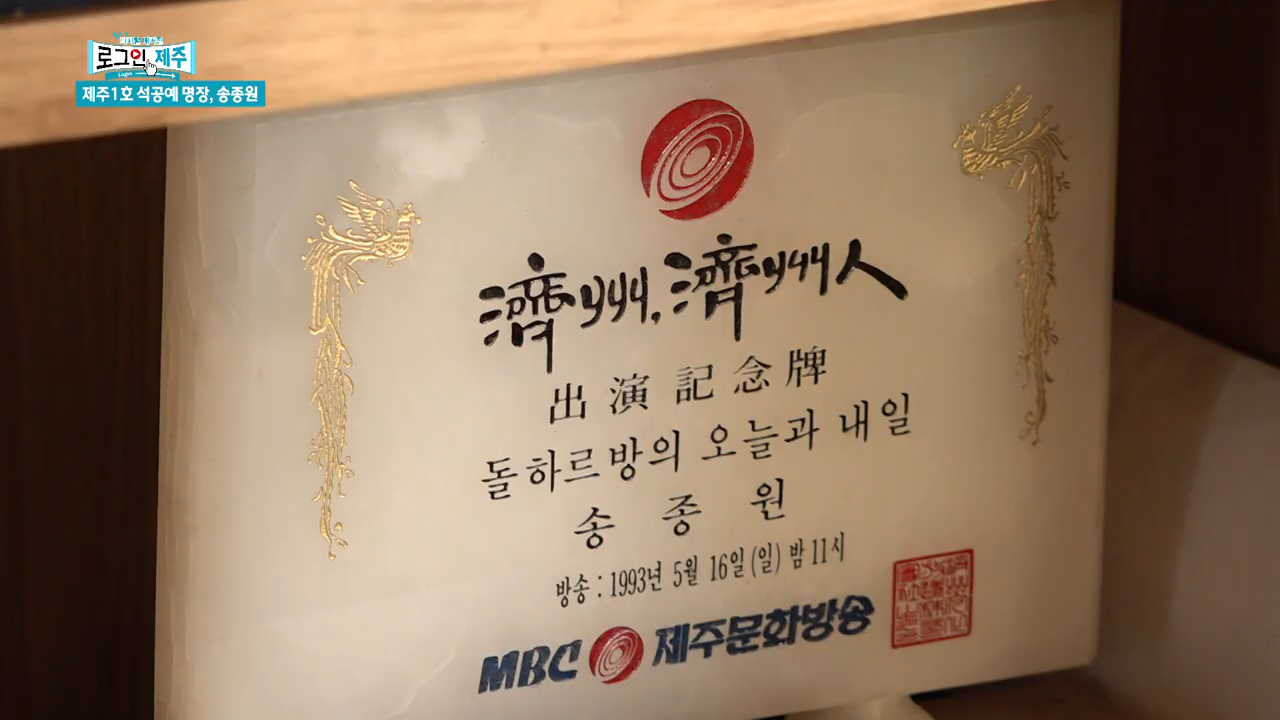 로그인 제주
Login
제주1호 석공예 명장, 송종원
濟州, 濟州人
出演記念牌
돌하르방의 오늘과 내일
송종원
방송 : 1993년 5월 16일 (일) 밤 11시
MBC 제주문화방송